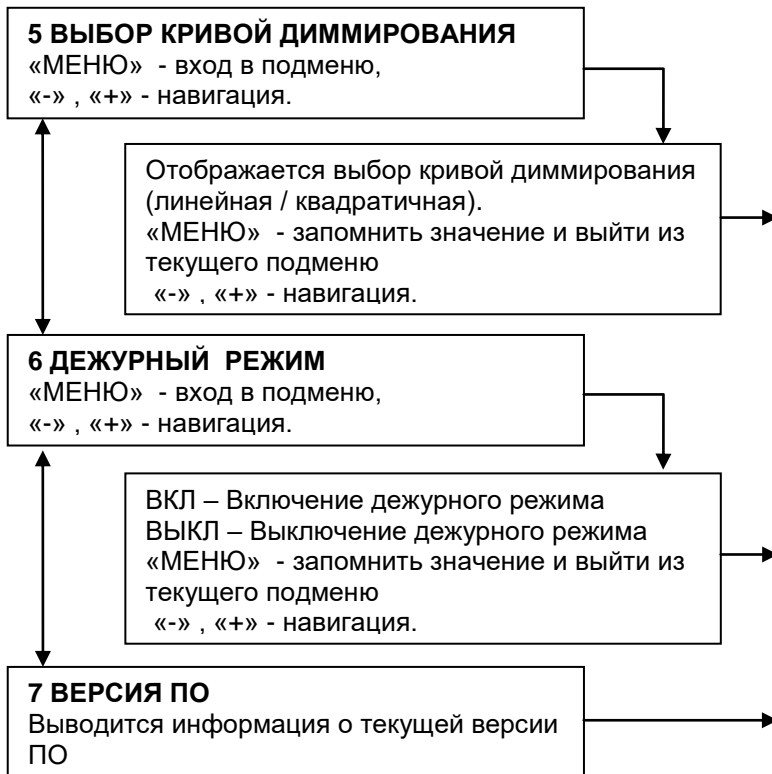 5 ВЫБОР КРИВОЙ ДИММИРОВАНИЯ
«МЕНЮ» - вход в подменю,
«-» , «+» - навигация.
Отображается выбор кривой диммирования
(линейная / квадратичная).
«МЕНЮ» - запомнить значение и выйти из
текущего подменю
«-» , «+» - навигация.
6 ДЕЖУРНЫЙ РЕЖИМ
«МЕНЮ» - вход в подменю,
«-» , «+» - навигация.
ВКЛ – Включение дежурного режима
ВЫКЛ – Выключение дежурного режима
«МЕНЮ» - запомнить значение и выйти из
текущего подменю
«-» , «+» - навигация.
7 ВЕРСИЯ ПО
Выводится информация о текущей версии
ПО